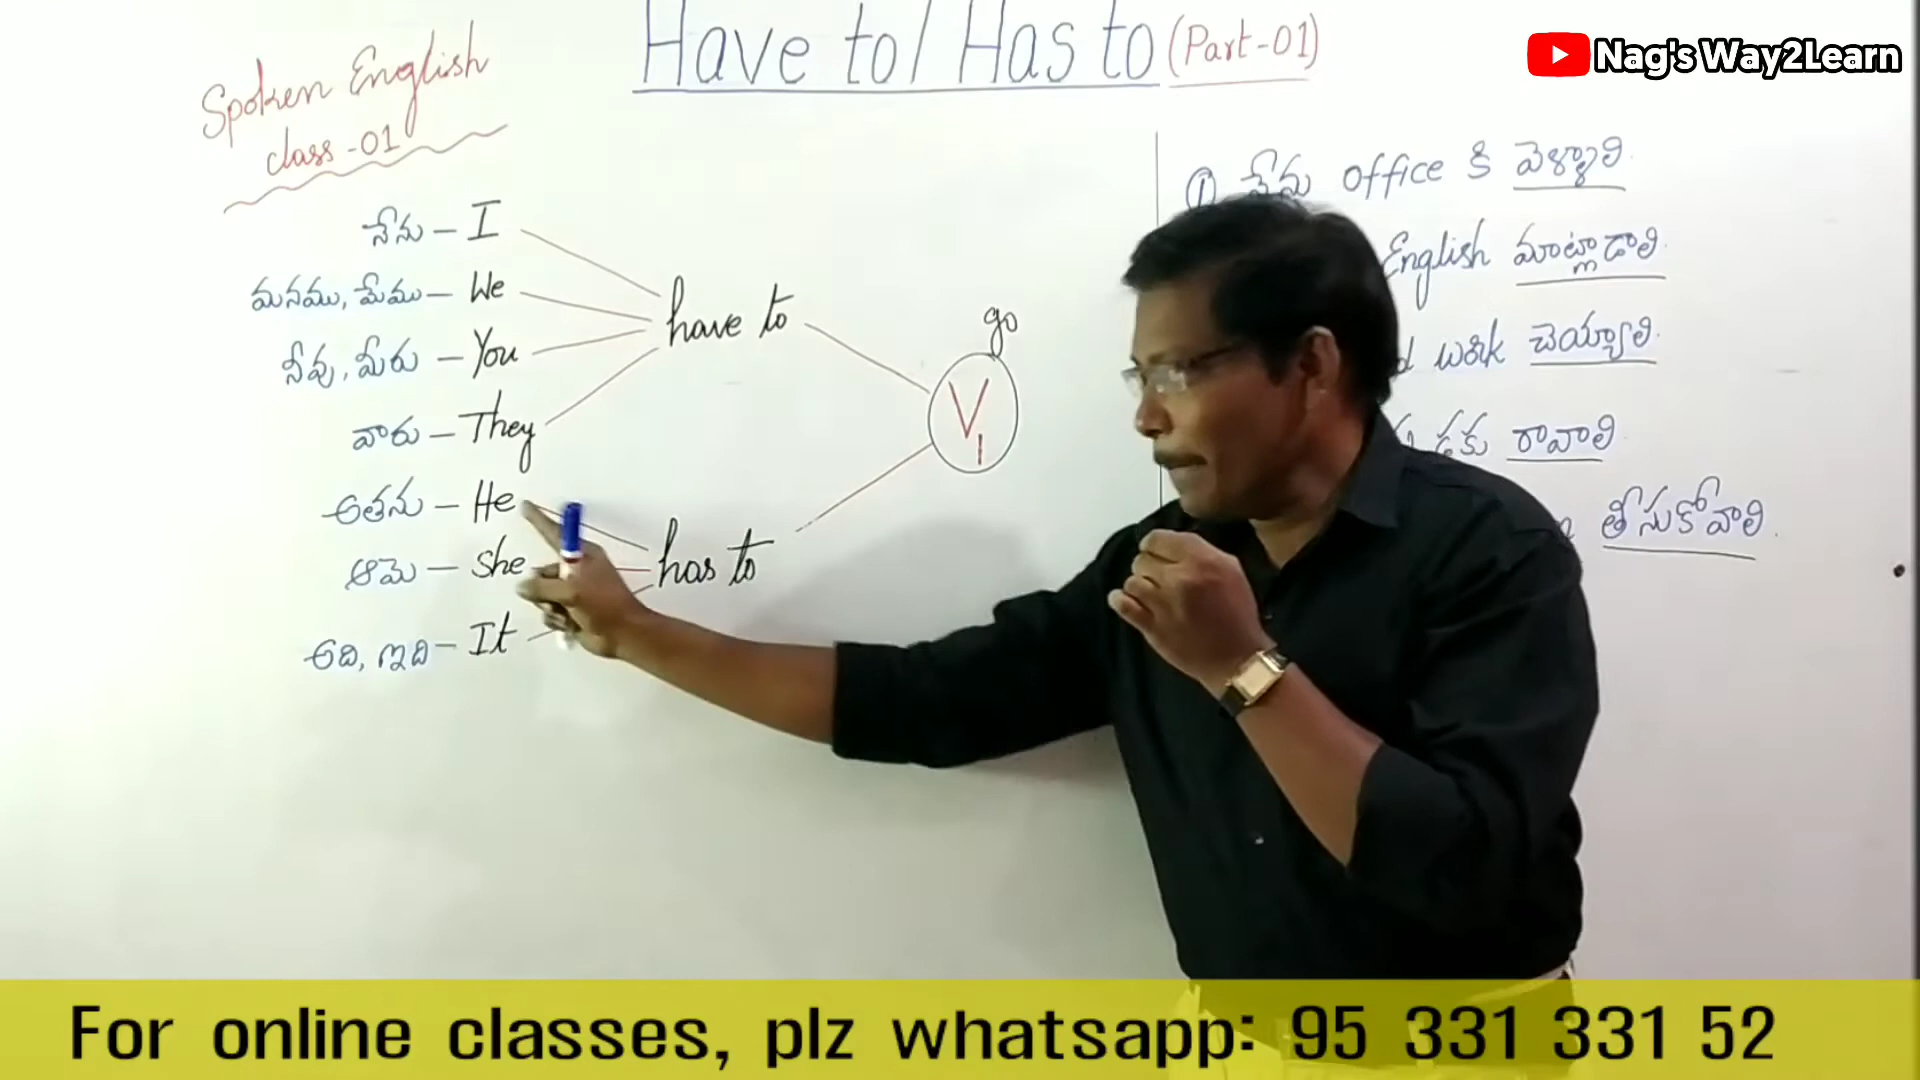 Have to / Has to (Part-01)
Nag's Way2Learn
Spoken English
class -01
నేను – I
మనము, మేము – We
నీవు, మీరు – You
వారు – They
అతను – He
ఆమె – She
అది, ఇది – It
have to
has to
go
V1
① నేను office కి వెళ్ళాలి.
English మాట్లాడాలి.
work చెయ్యాలి.
రావాలి
తీసుకోవాలి.
For online classes, plz whatsapp: 95 331 331 52